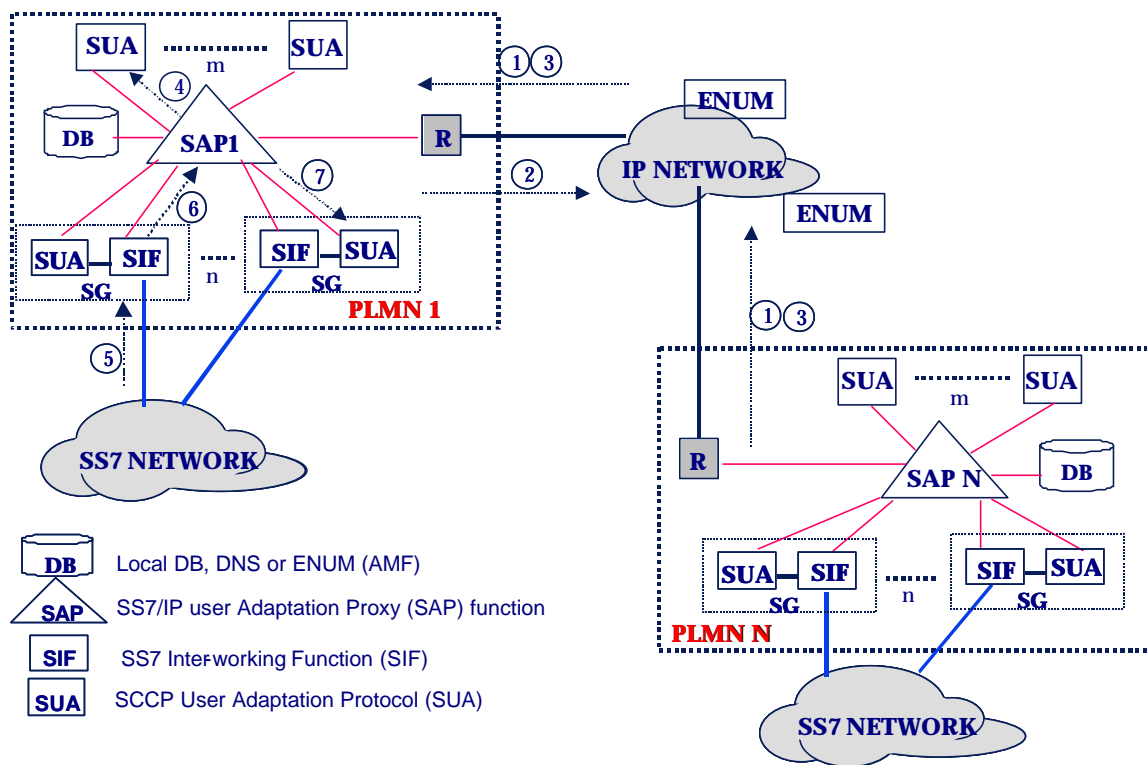 SUA
SUA
m
1 3
4
ENUM
DB
SAP1
R
IP NETWORK
7
2
6
ENUM
SUA
SIF
n
SIF
SUA
SG
SG
PLMN 1
1 3
5
SUA
SUA
m
SS7 NETWORK
R
SAP N
DB
SUA
SIF
n
SIF
SUA
SG
SG
PLMN N
SS7 NETWORK
DB
Local DB, DNS or ENUM (AMF)
SAP
SS7/IP user Adaptation Proxy (SAP) function
SIF
SS7 Inter-working Function (SIF)
SUA
SCCP User Adaptation Protocol (SUA)